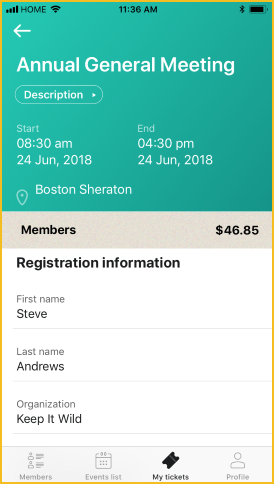 HOME 11:36 AM
Annual General Meeting
Description
Start End
08:30 am 04:30 pm
24 Jun, 2018 24 Jun, 2018
Boston Sheraton
Members $46.85
Registration information
First name
Steve
Last name
Andrews
Organization
Keep It Wild
Members Events list My tickets Profile